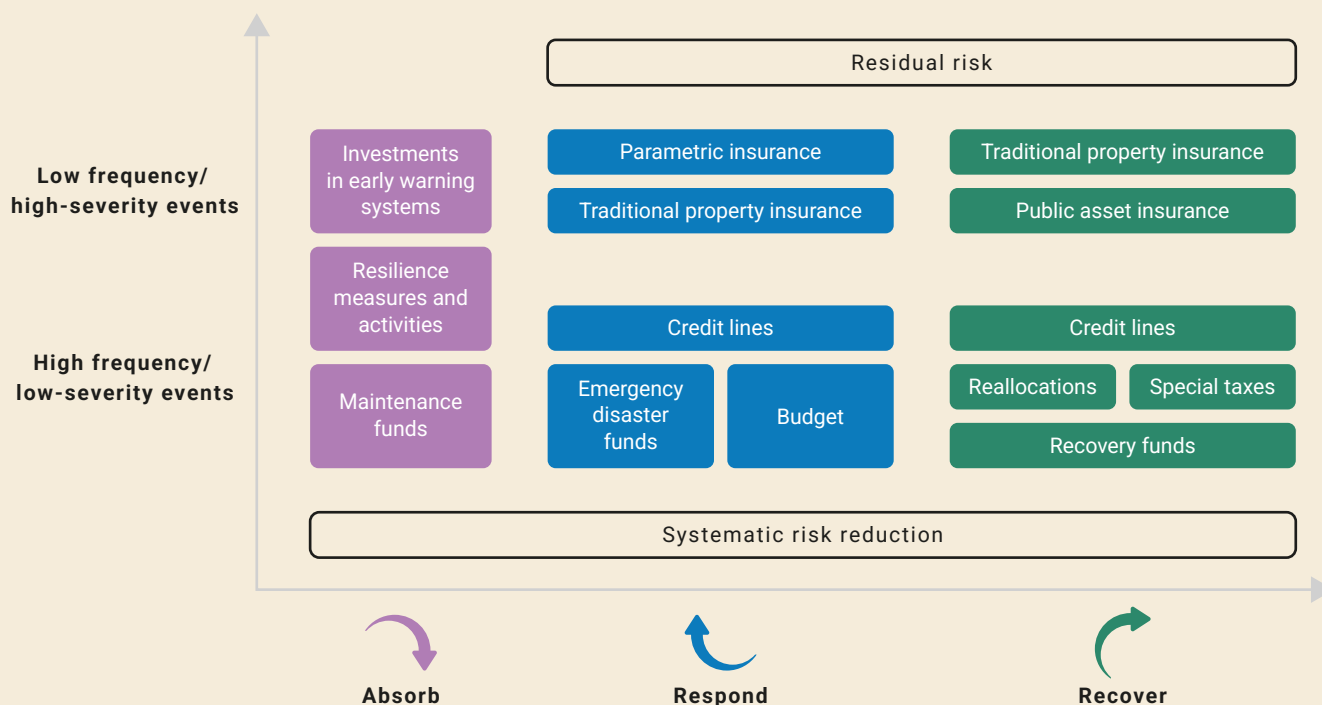 Residual risk
Low frequency/
high-severity events
Investments
in early warning
systems
Parametric insurance
Traditional property insurance
Traditional property insurance
Public asset insurance
Resilience
measures and
activities
High frequency/
low-severity events
Maintenance
funds
Credit lines
Emergency
disaster
funds
Budget
Credit lines
Reallocations
Special taxes
Recovery funds
Systematic risk reduction
Absorb
Respond
Recover